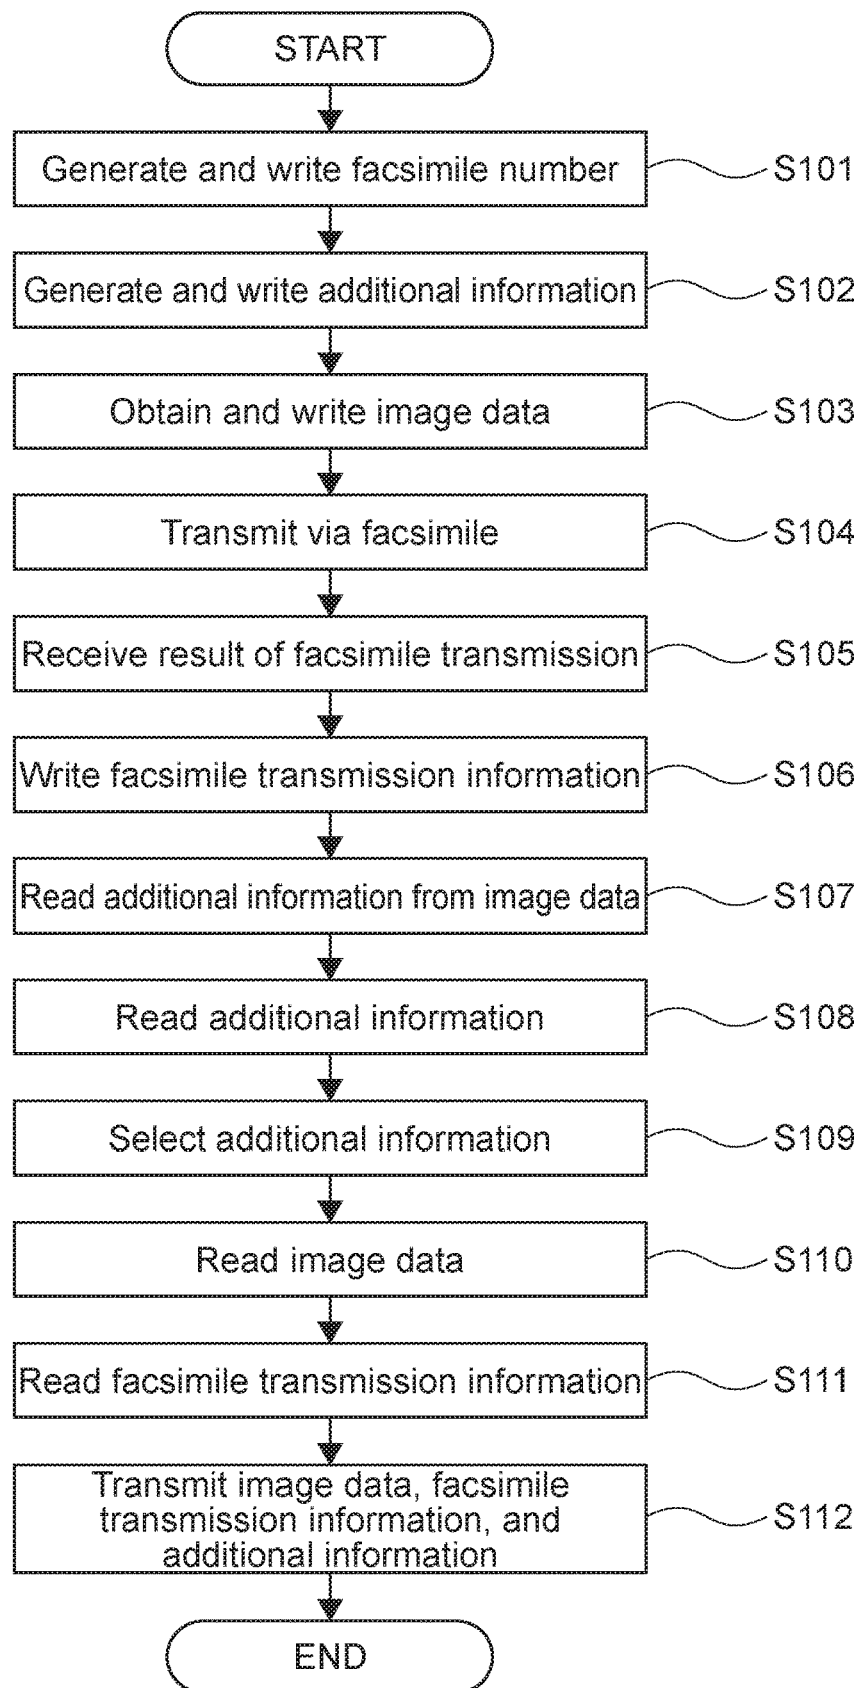 START
Generate and write facsimile number
S101
Generate and write additional information
S102
Obtain and write image data
S103
Transmit via facsimile
S104
Receive result of facsimile transmission
S105
Write facsimile transmission information
S106
Read additional information from image data
S107
Read additional information
S108
Select additional information
S109
Read image data
S110
Read facsimile transmission information
S111
Transmit image data, facsimile
transmission information, and
additional information
S112
END